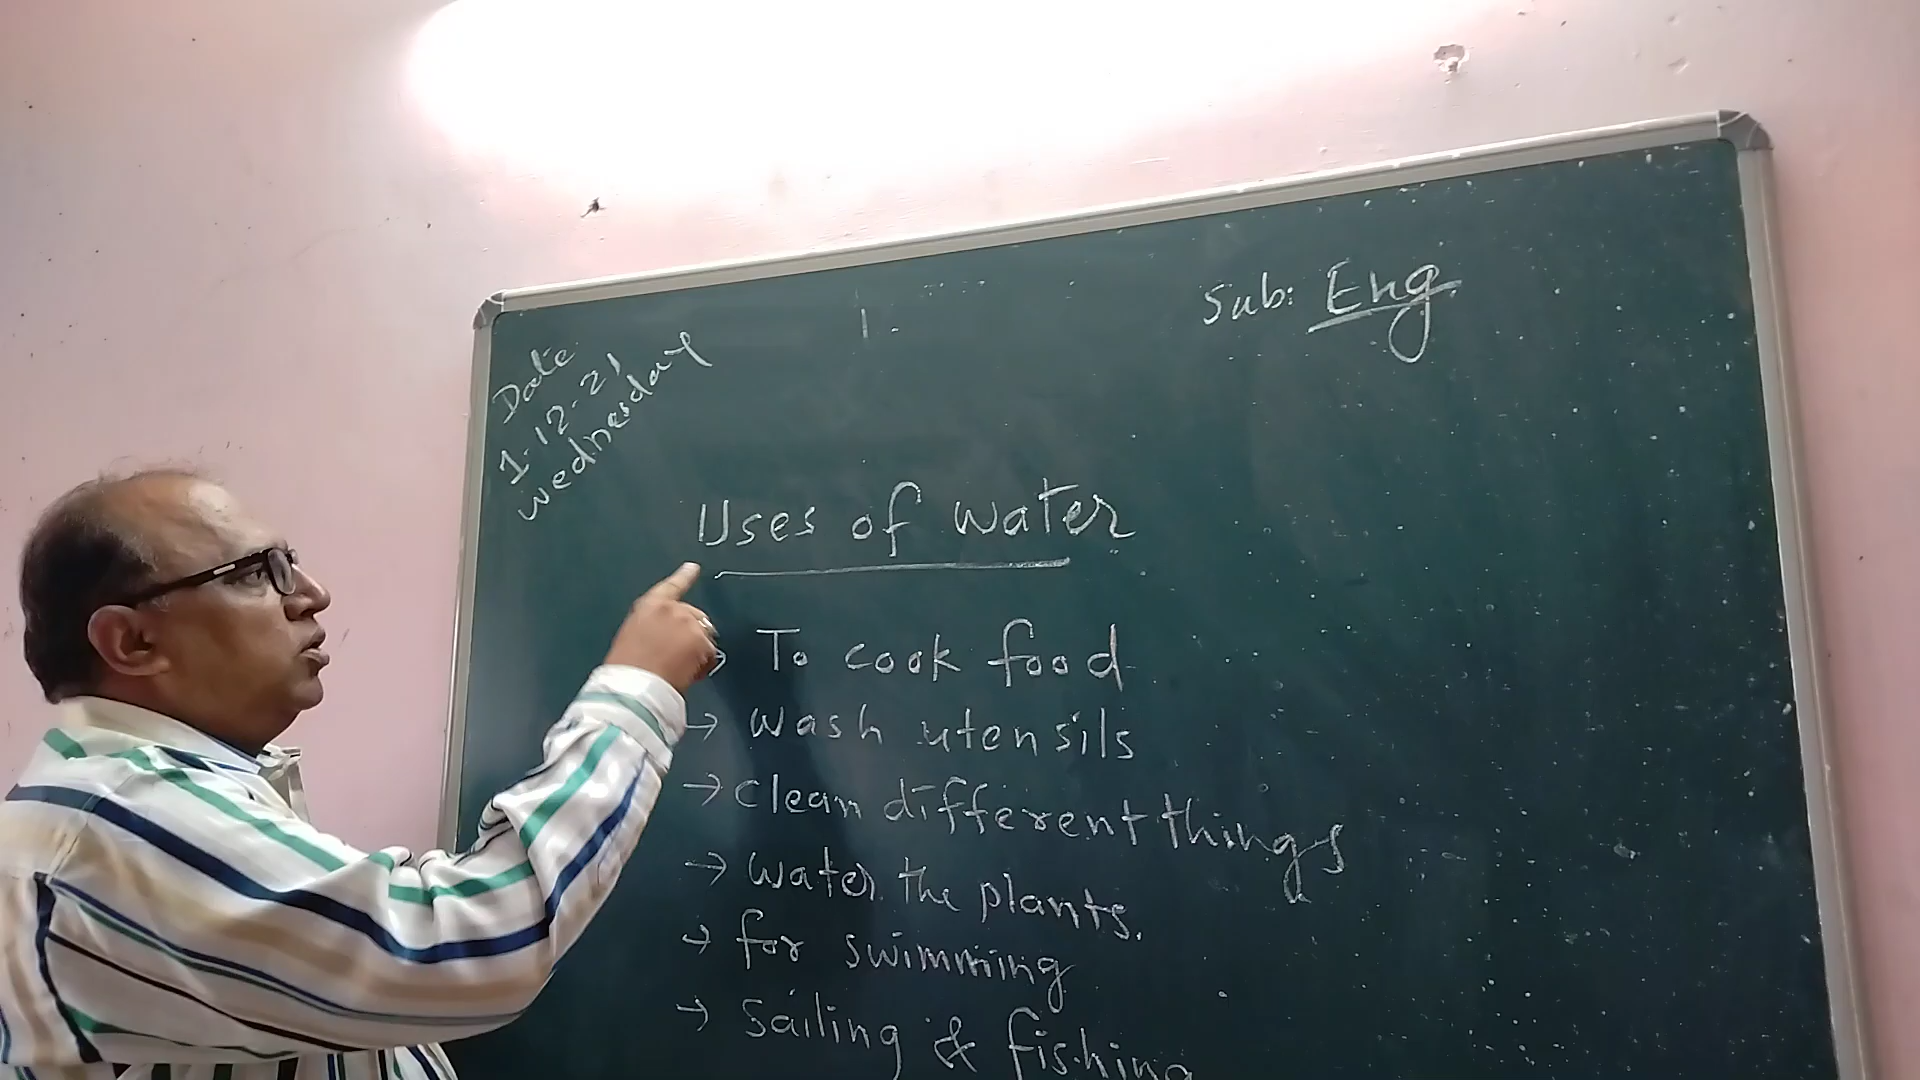 Sub: Eng
1.
Date
1.12.21
wednesday
Uses of water
→ To cook food
→ wash utensils
→ clean different things
→ water the plants.
→ for swimming
→ sailing & fishing